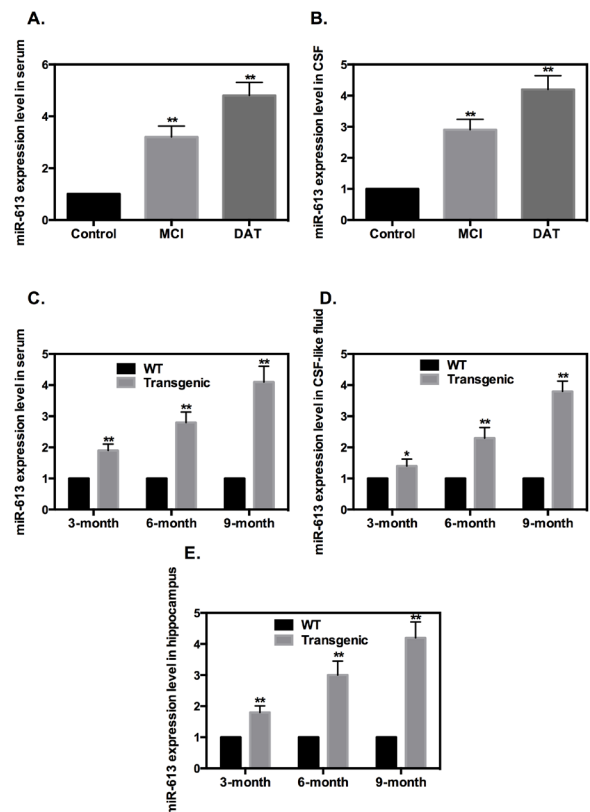 A.
miR-613 expression level in serum
6
4
2
0
**
**
Control MCI DAT
B.
miR-613 expression level in CSF
5
4
3
2
1
0
**
**
Control MCI DAT
C.
miR-613 expression level in serum
5
4
3
2
1
0
WT
Transgenic
**
**
**
3-month 6-month 9-month
D.
miR-613 expression level in CSF-like fluid
5
4
3
2
1
0
WT
Transgenic
*
**
**
3-month 6-month 9-month
E.
miR-613 expression level in hippocampus
5
4
3
2
1
0
WT
Transgenic
**
**
**
3-month 6-month 9-month